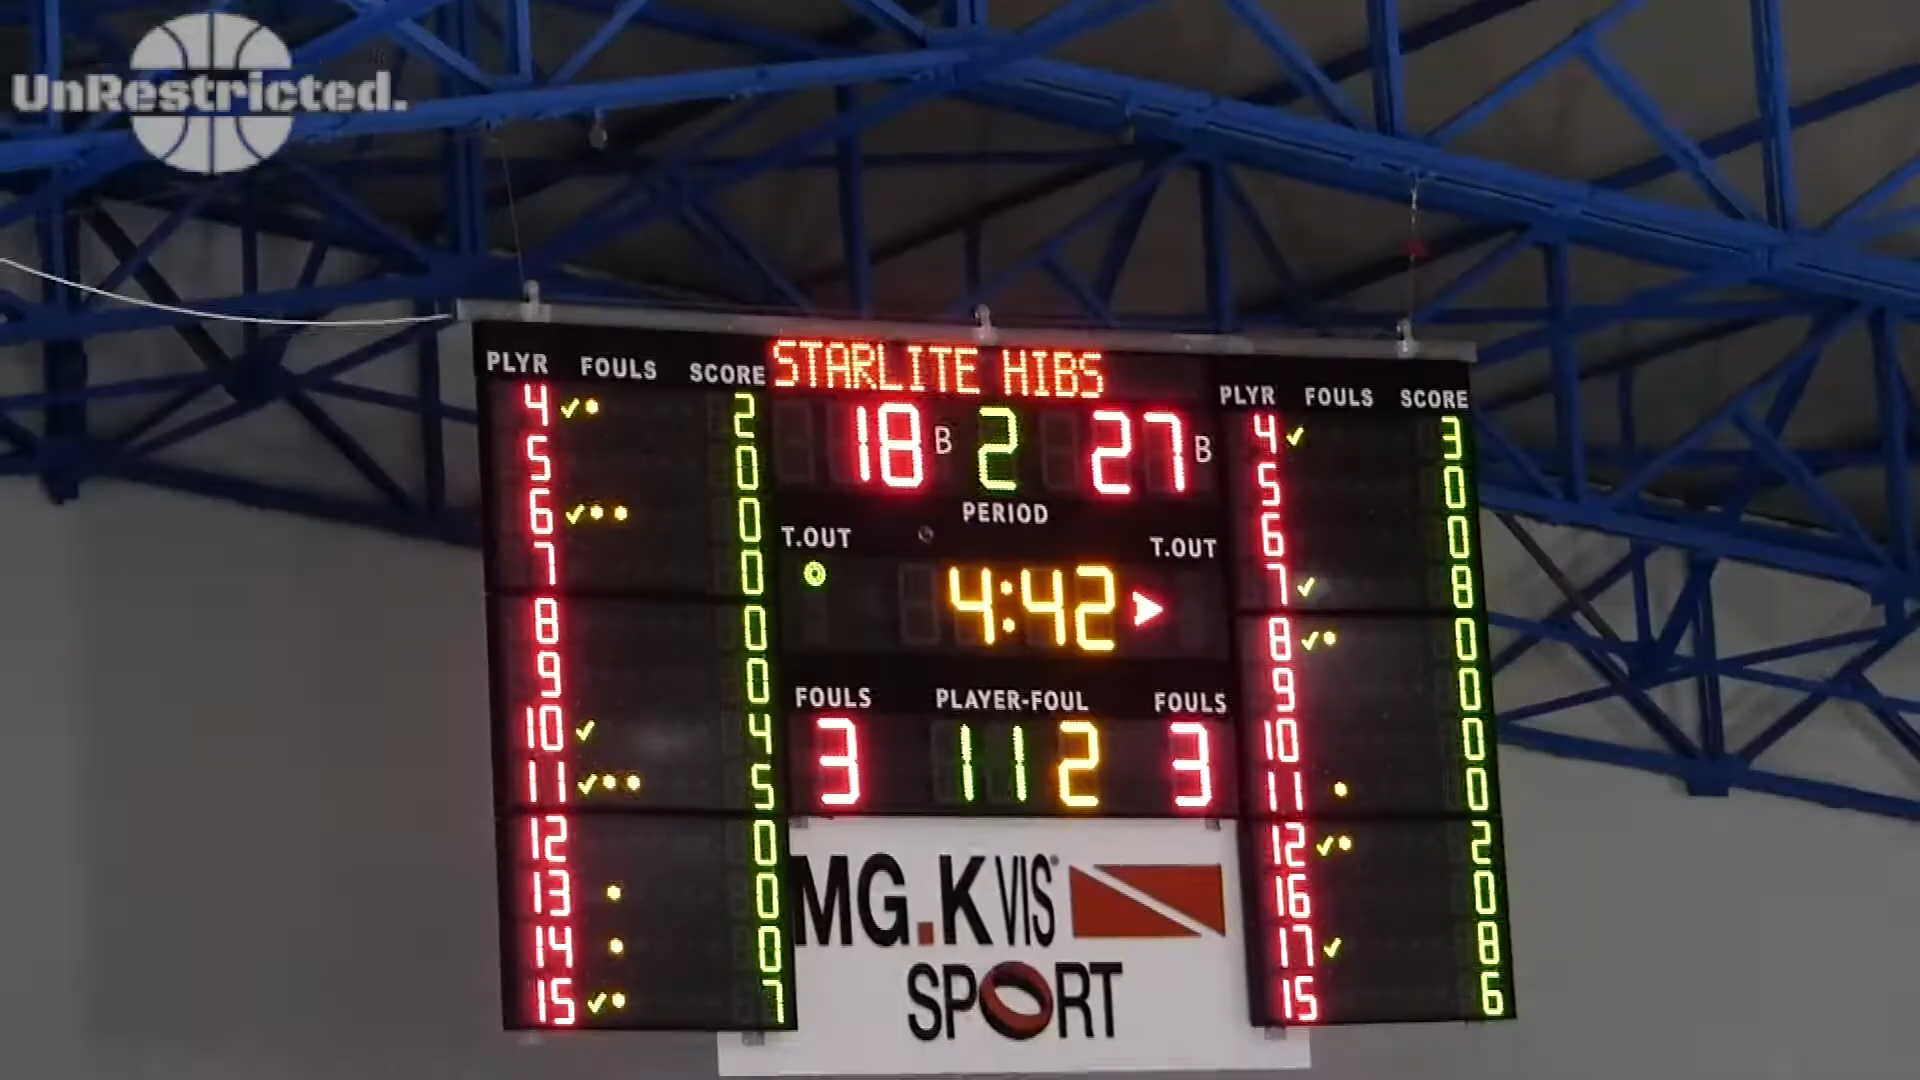 UnRestricted.
STARLITE HIBS
PLYR FOULS SCORE
4 2
5 0
6 0
7 0
8 0
9 0
10 4
11 5
12 0
13 0
14 0
15 7
18 B 2 27 B
PERIOD
T.OUT T.OUT
4:42
FOULS PLAYER-FOUL FOULS
3 11 2 3
MG.KVIS
SPORT
PLYR FOULS SCORE
4 3
5 0
6 0
7 8
8 0
9 0
10 0
11 0
12 2
16 0
17 8
15 6